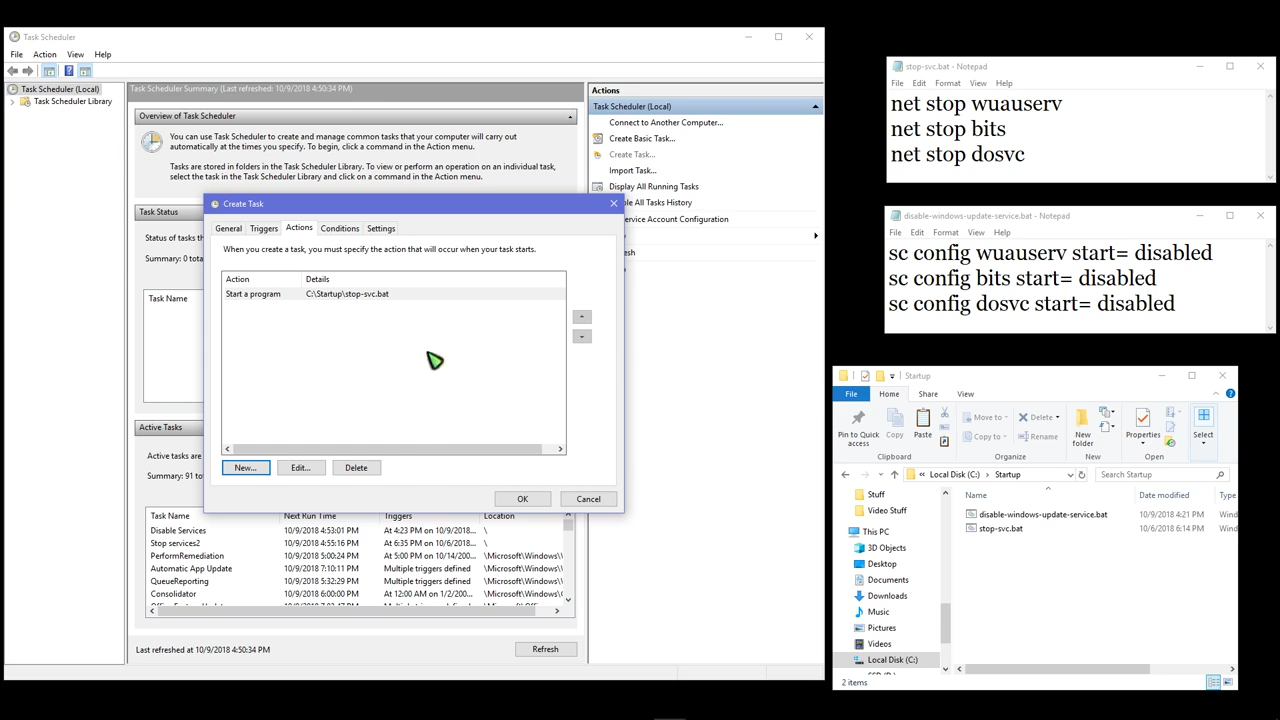 Task Scheduler
File Action View Help
Task Scheduler (Local)
Task Scheduler Library
Task Scheduler Summary (Last refreshed: 10/9/2018 4:50:34 PM)
Overview of Task Scheduler
You can use Task Scheduler to create and manage common tasks that your computer will carry out
automatically at the times you specify. To begin, click a command in the Action menu.
Tasks are stored in folders in the Task Scheduler Library. To view or perform an operation on an individual task,
select the task in the Task Scheduler Library and click on a command in the Action menu.
Task Status
Status of tasks
Summary: 0 tota
Task Name
Active Tasks
Active tasks are
Summary: 91 to
Task Name Next Run Time Triggers Location
Disable Services 10/9/2018 4:53:01 PM At 4:23 PM on 10/9/2018 \
Stop services2 10/9/2018 4:55:16 PM At 6:35 PM on 10/6/2018 \
PerformRemediation 10/9/2018 5:00:24 PM At 5:00 PM on 10/14/200... \Microsoft\Windows\
Automatic App Update 10/9/2018 7:10:11 PM Multiple triggers defined \Microsoft\Windows\
QueueReporting 10/9/2018 5:32:29 PM Multiple triggers defined \Microsoft\Windows\
Consolidator 10/9/2018 6:00:00 PM At 12:00 AM on 1/2/200... \Microsoft\Windows\
Last refreshed at 10/9/2018 4:50:34 PM
Refresh
Actions
Task Scheduler (Local)
Connect to Another Computer...
Create Basic Task...
Create Task...
Import Task...
Display All Running Tasks
le All Tasks History
Service Account Configuration
esh
Create Task
General Triggers Actions Conditions Settings
When you create a task, you must specify the action that will occur when your task starts.
Action Details
Start a program C:\Startup\stop-svc.bat
New... Edit... Delete
OK Cancel
stop-svc.bat - Notepad
File Edit Format View Help
net stop wuauserv
net stop bits
net stop dosvc
disable-windows-update-service.bat - Notepad
File Edit Format View Help
sc config wuauserv start= disabled
sc config bits start= disabled
sc config dosvc start= disabled
Startup
File Home Share View
Pin to Quick access
Copy
Paste
Move to
Copy to
Delete
Rename
New folder
Properties
Select
Clipboard Organize New Open
Local Disk (C:) Startup
Search Startup
Stuff
Video Stuff
This PC
3D Objects
Desktop
Documents
Downloads
Music
Pictures
Videos
Local Disk (C:)
Name Date modified Typ
disable-windows-update-service.bat 10/9/2018 4:21 PM Wind
stop-svc.bat 10/6/2018 6:14 PM Wind
2 items